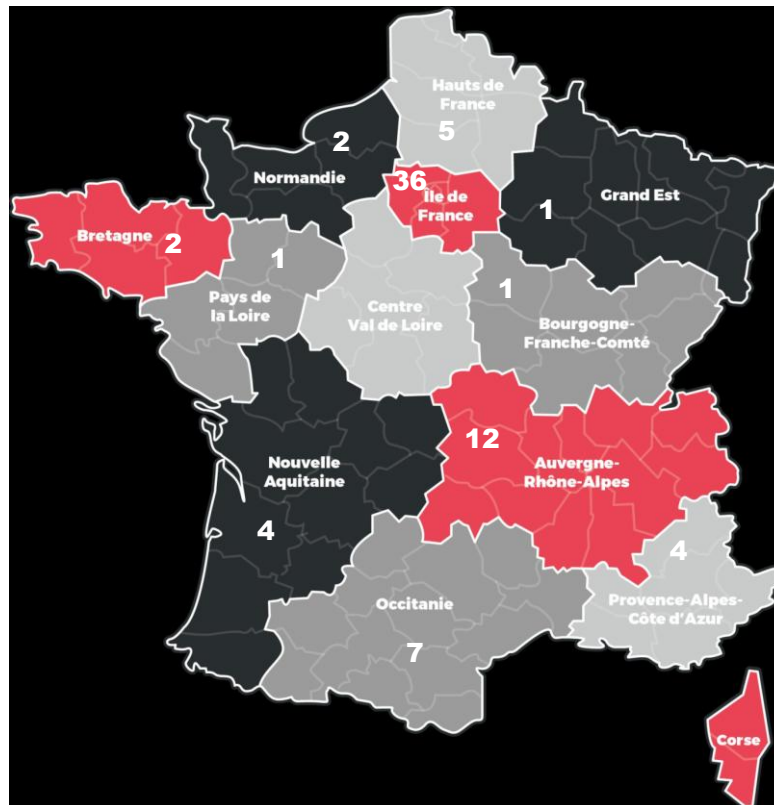 Hauts de
France
5
2
Normandie
36
Île de
France
1
Grand Est
Bretagne
2
1
Pays de
la Loire
Centre
Val de Loire
1
Bourgogne-
Franche-Comté
12
Auvergne-
Rhône-Alpes
Nouvelle
Aquitaine
4
4
Provence-Alpes-
Côte d'Azur
Occitanie
7
Corse